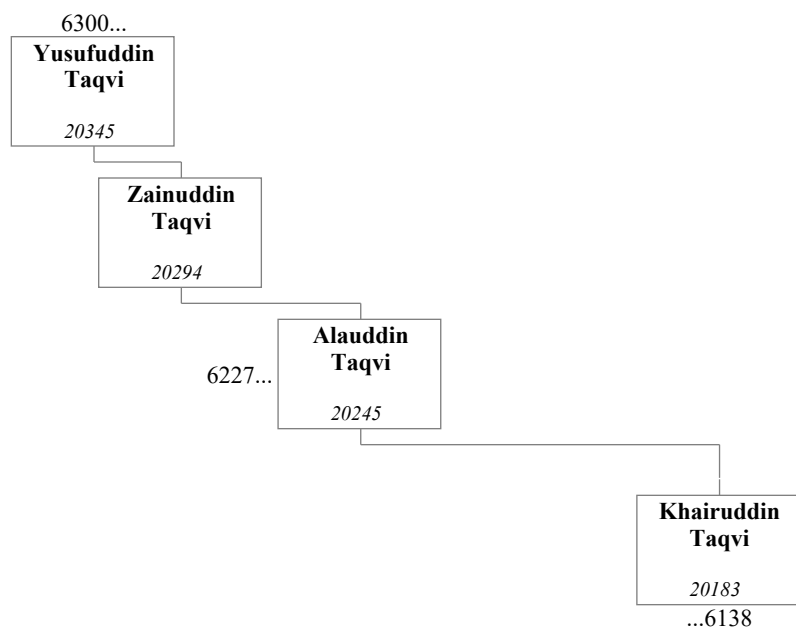 6300...
Yusufuddin
Taqvi
20345
Zainuddin
Taqvi
20294
Alauddin
Taqvi
6227...
20245
Khairuddin
Taqvi
20183
...6138